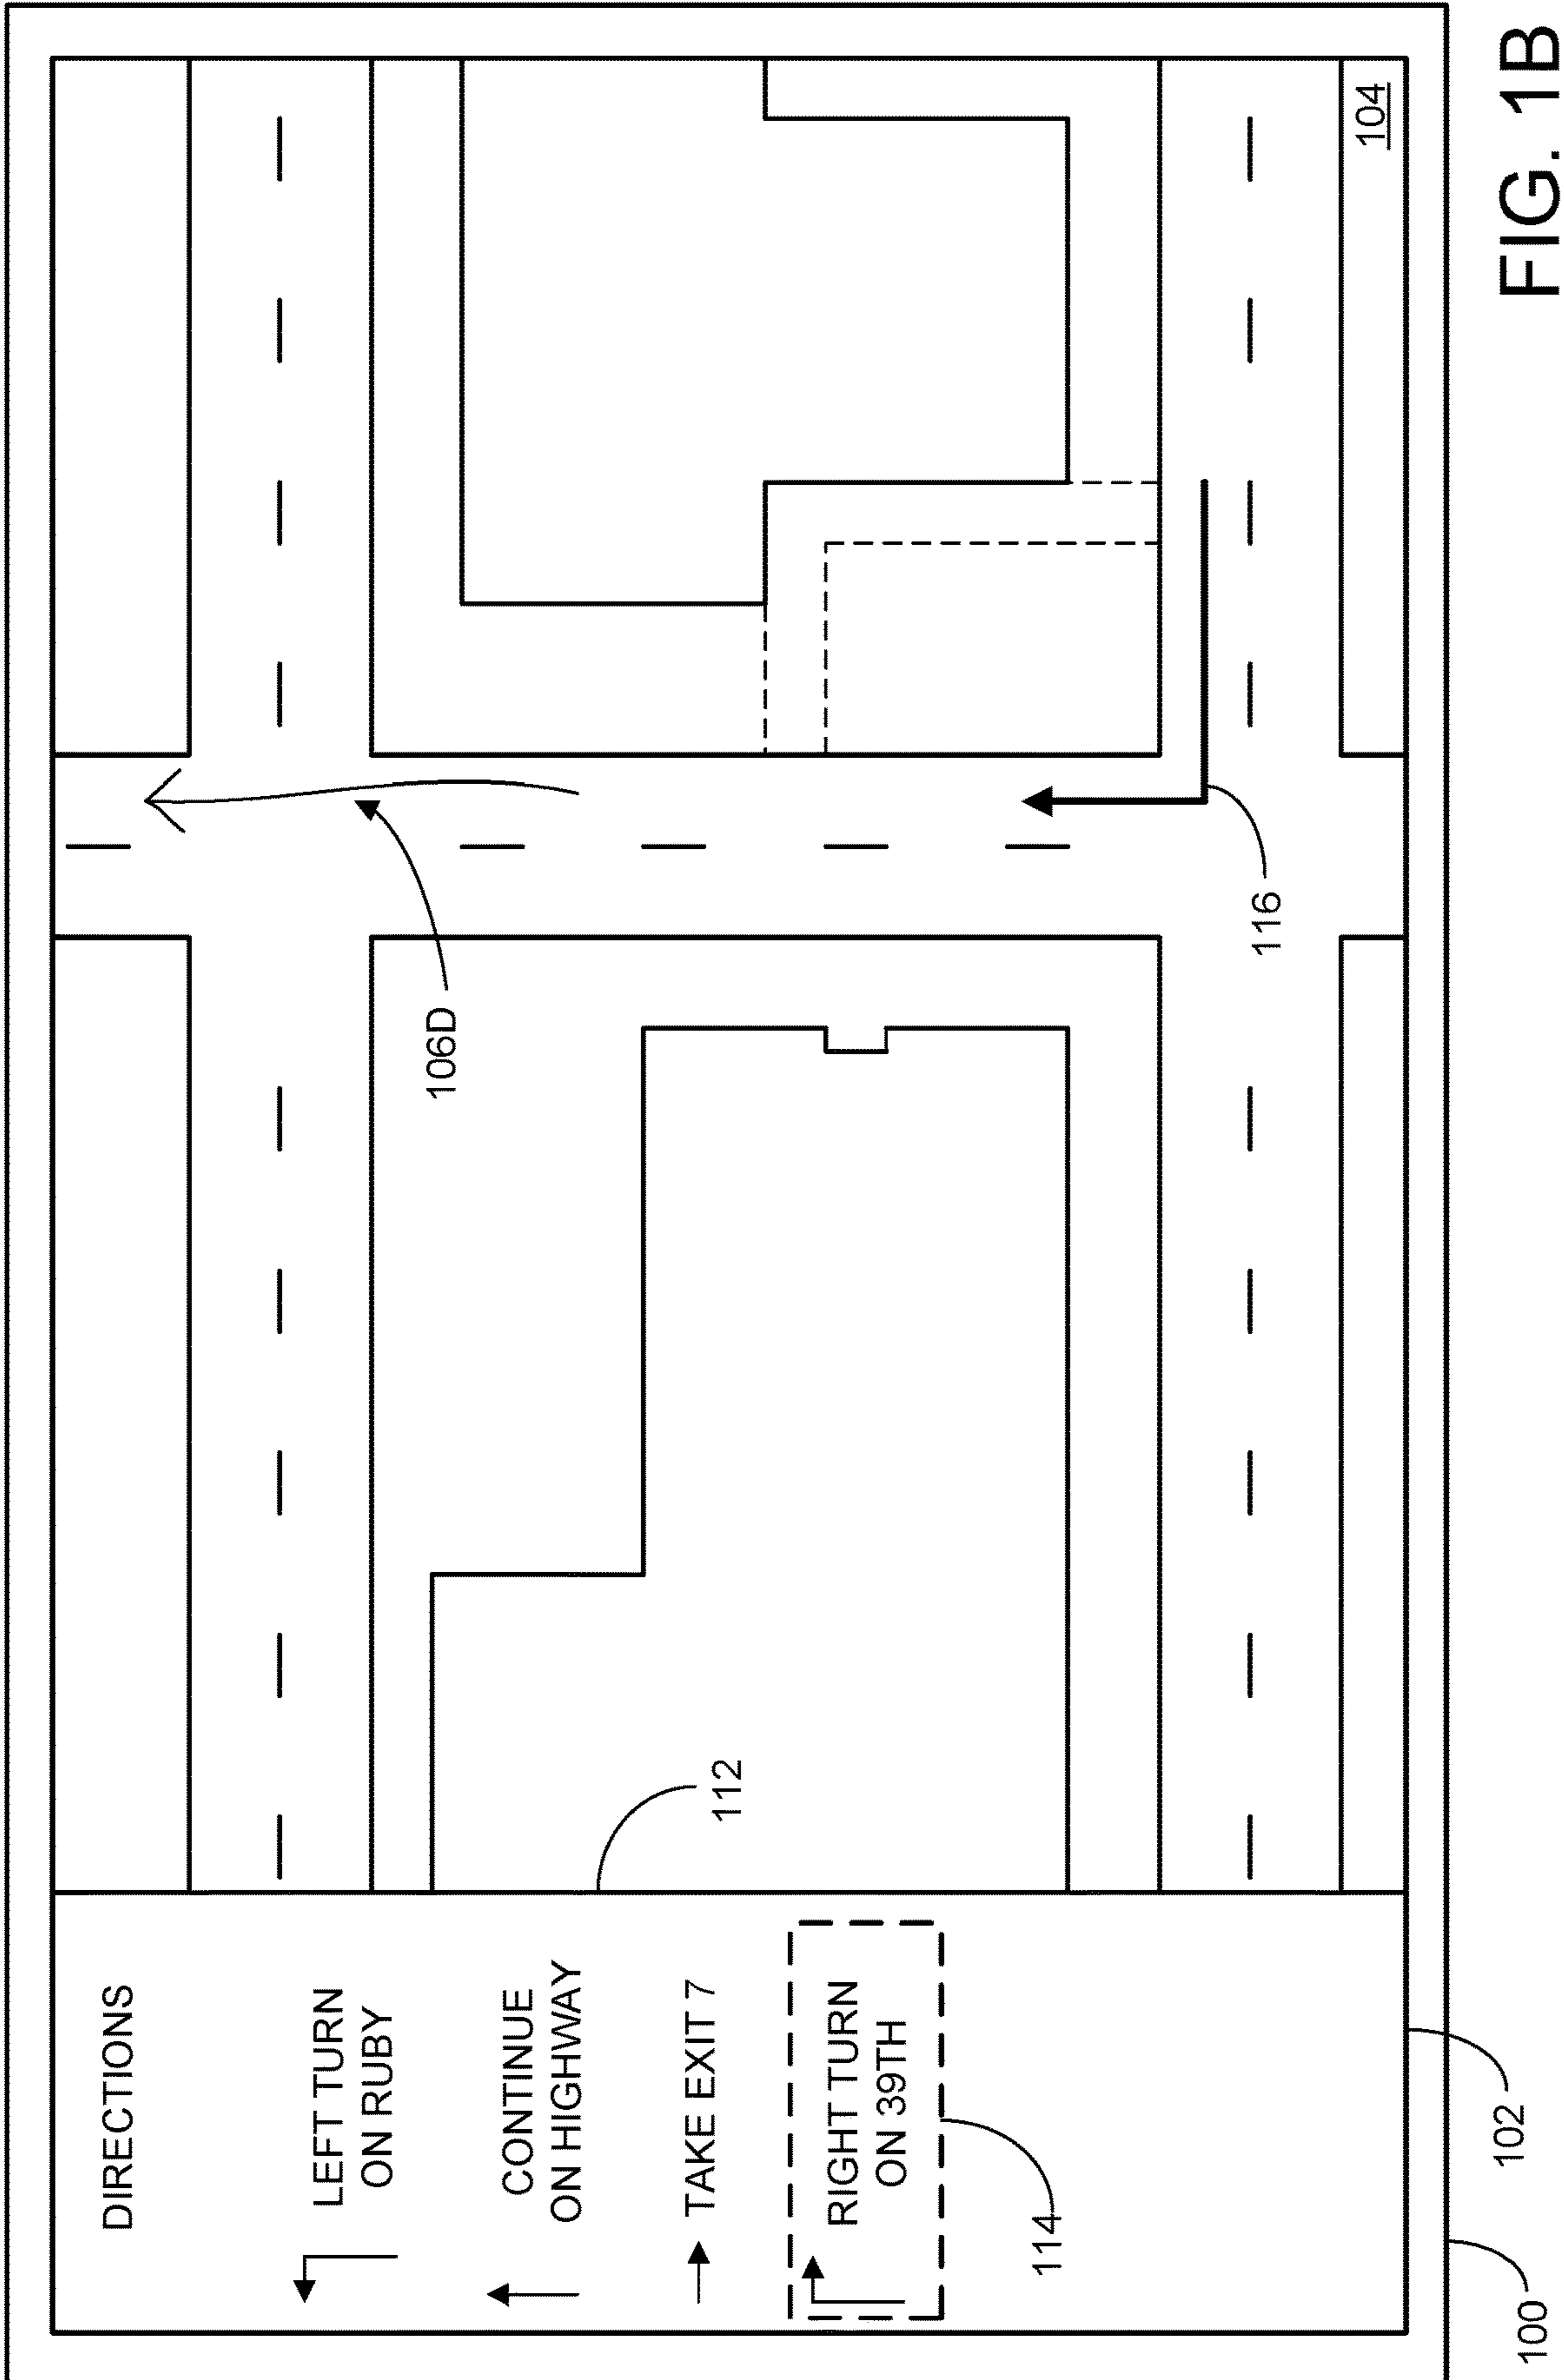 DIRECTIONS
LEFT TURN
ON RUBY
CONTINUE
ON HIGHWAY
TAKE EXIT 7
RIGHT TURN
ON 39TH
114
112
106D
116
104
102
100
FIG. 1B